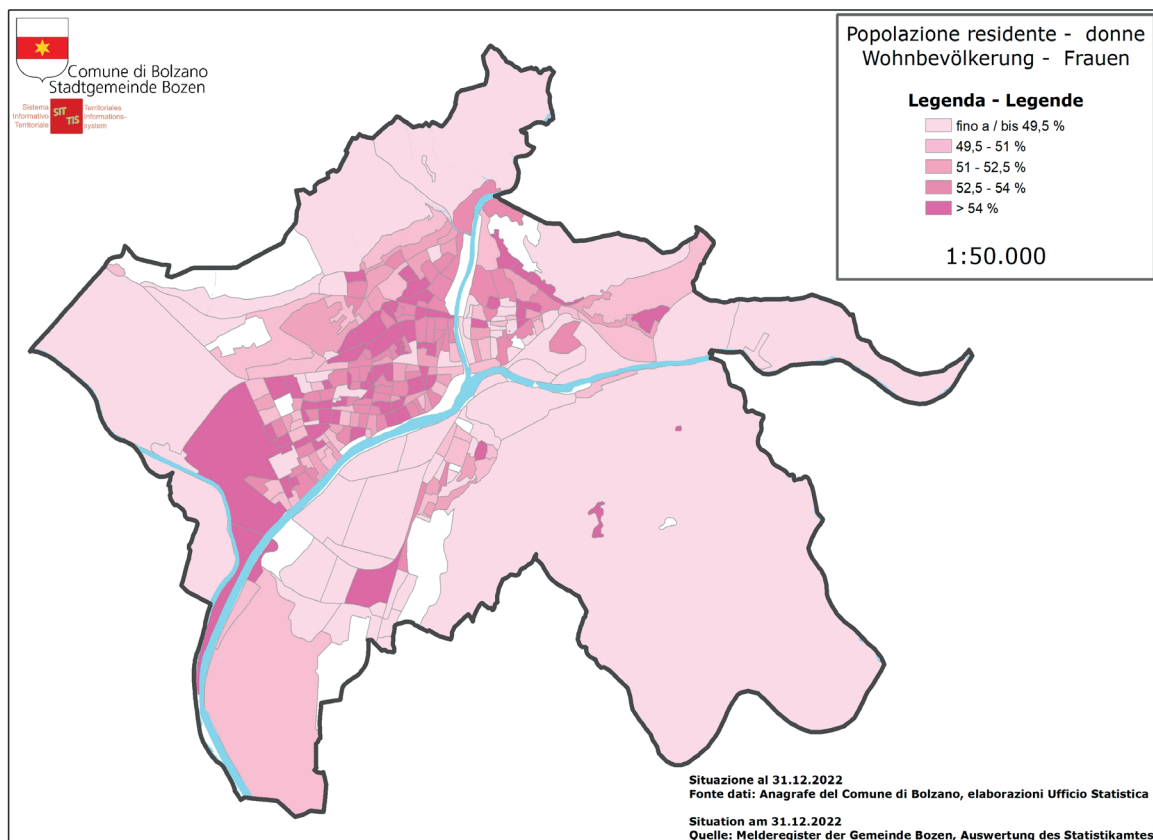 Comune di Bolzano
Stadtgemeinde Bozen
Sistema
Informativo
Territoriale
SIT
TIS
Territoriales
Informations-
system
Popolazione residente - donne
Wohnbevölkerung - Frauen
Legenda - Legende
fino a / bis 49,5 %
49,5 - 51 %
51 - 52,5 %
52,5 - 54 %
> 54 %
1:50.000
Situazione al 31.12.2022
Fonte dati: Anagrafe del Comune di Bolzano, elaborazioni Ufficio Statistica
Situation am 31.12.2022
Quelle: Melderegister der Gemeinde Bozen, Auswertung des Statistikamtes